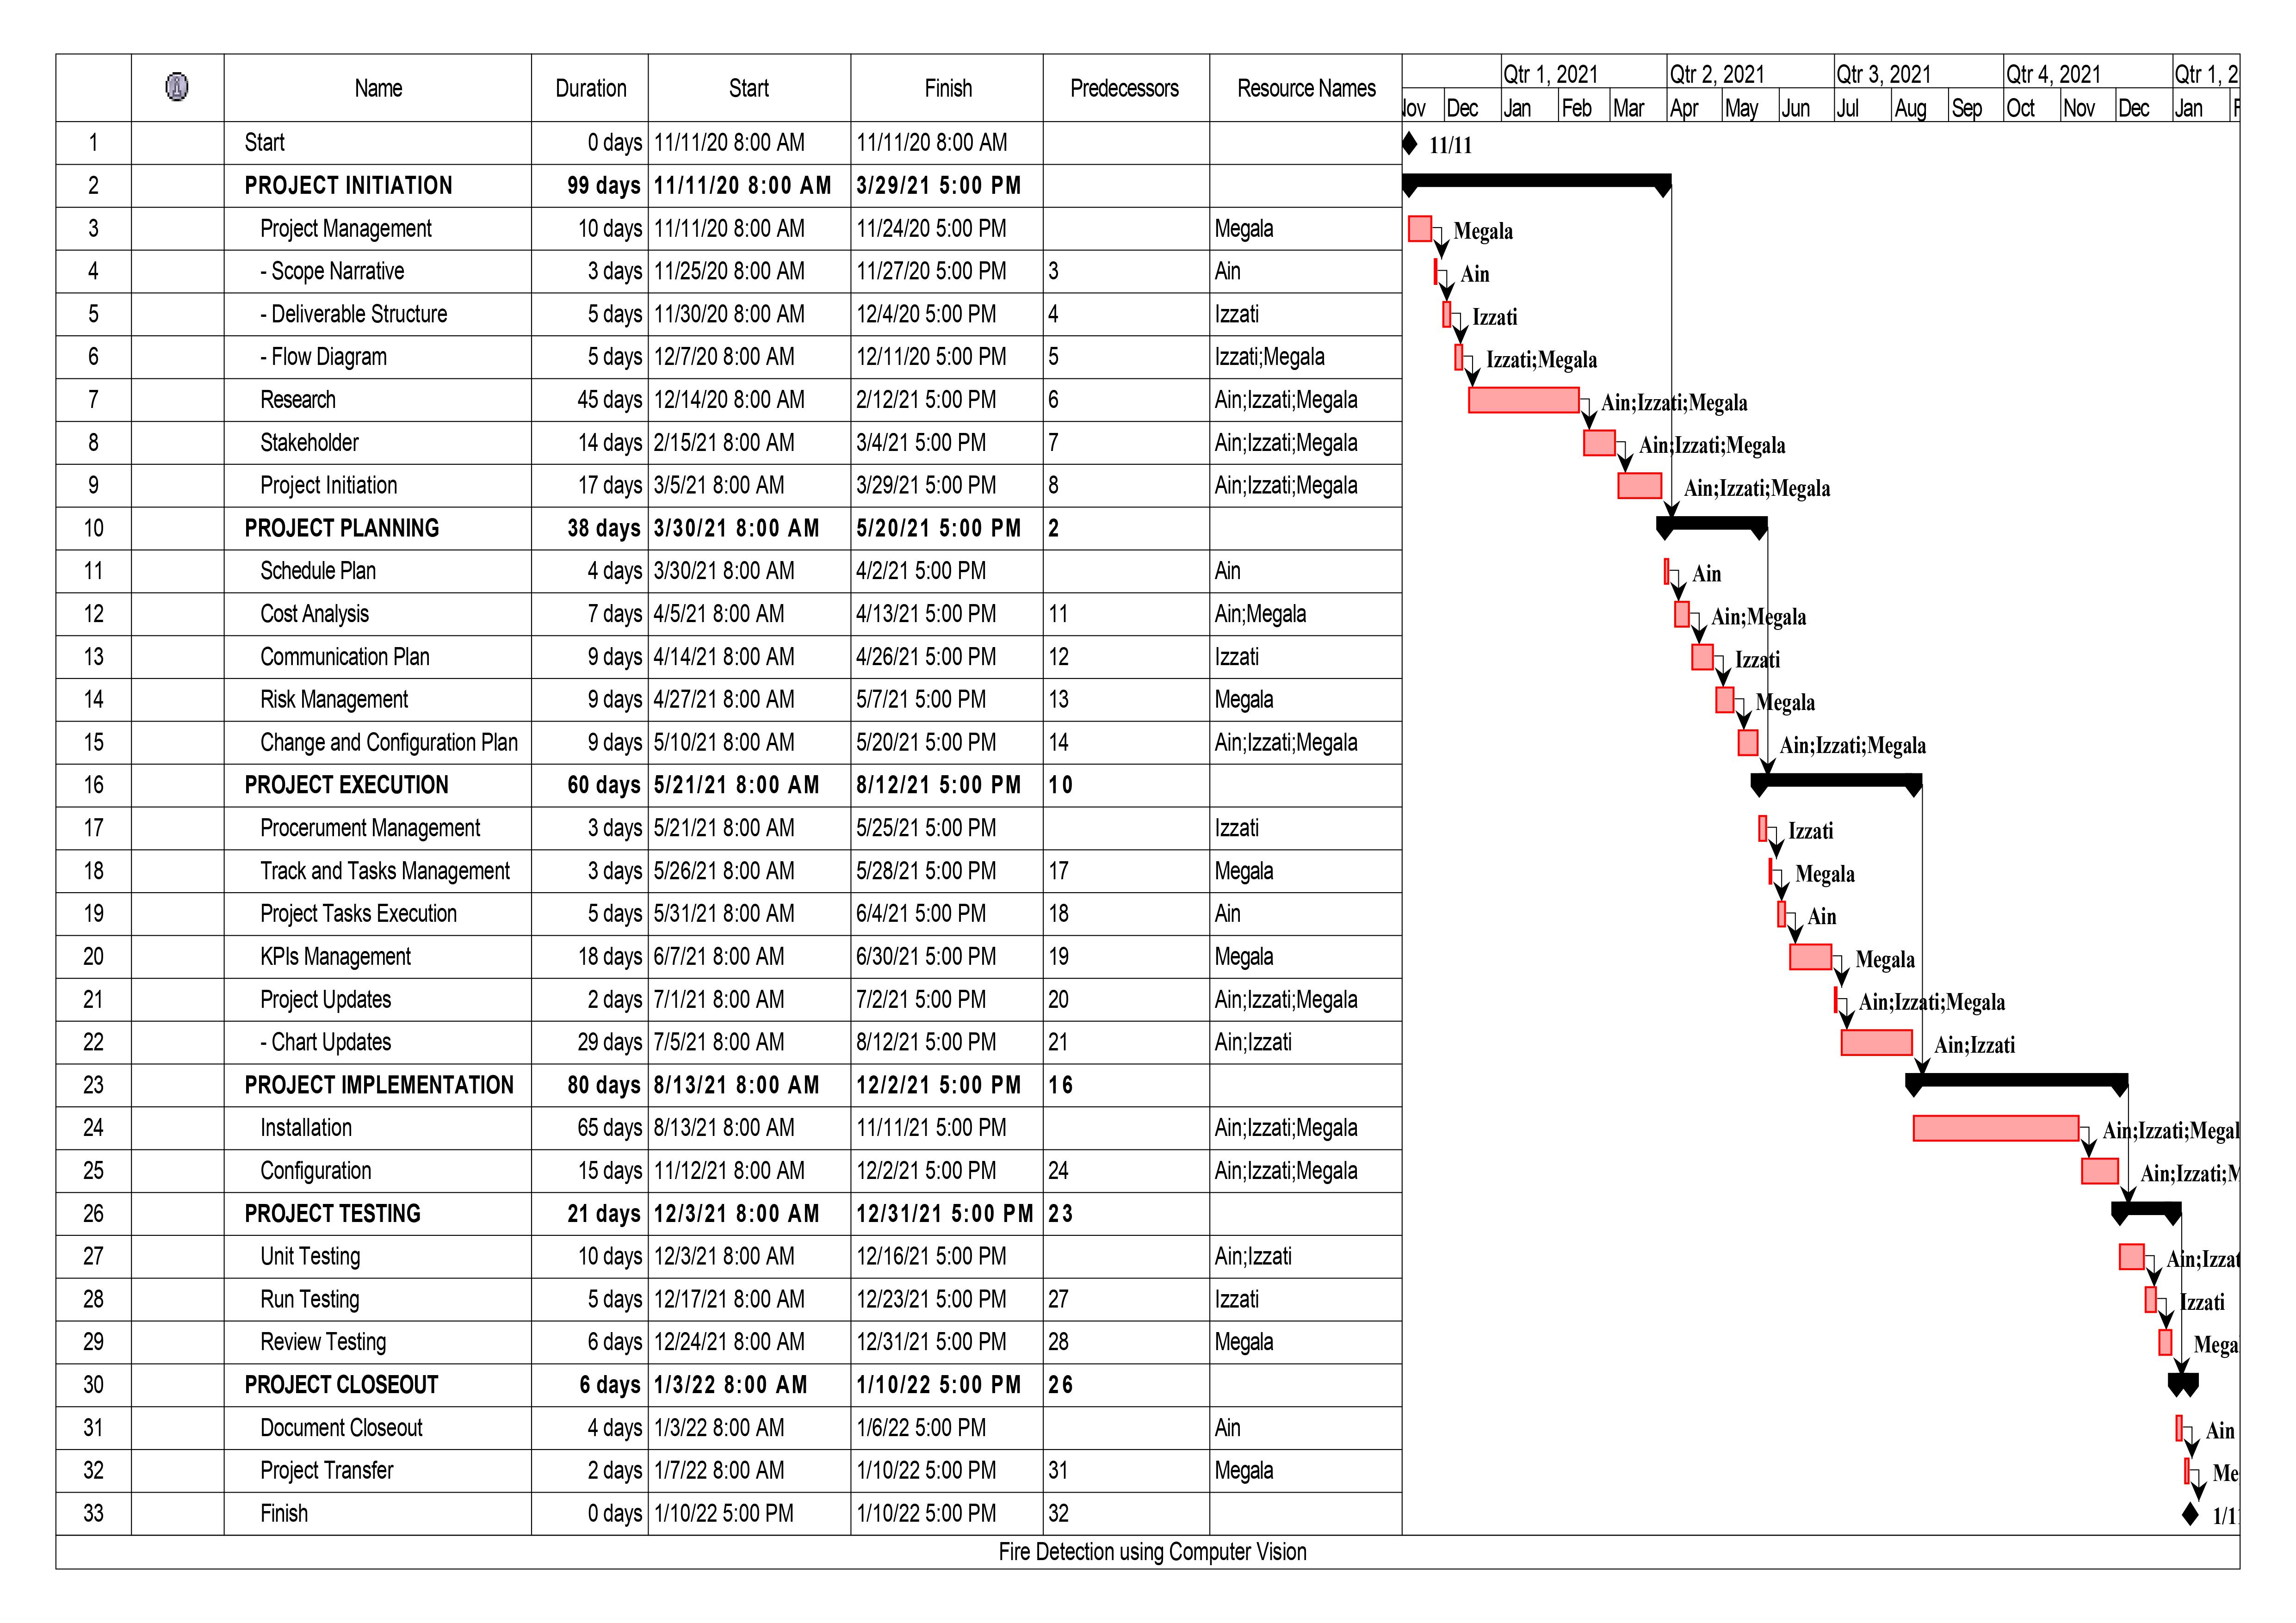 Name Duration Start Finish Predecessors Resource Names Qtr 1, 2021 Qtr 2, 2021 Qtr 3, 2021 Qtr 4, 2021 Qtr 1, 2
Nov Dec Jan Feb Mar Apr May Jun Jul Aug Sep Oct Nov Dec Jan F
1 Start 0 days 11/11/20 8:00 AM 11/11/20 8:00 AM 11/11
2 PROJECT INITIATION 99 days 11/11/20 8:00 AM 3/29/21 5:00 PM
3 Project Management 10 days 11/11/20 8:00 AM 11/24/20 5:00 PM Megala Megala
4 - Scope Narrative 3 days 11/25/20 8:00 AM 11/27/20 5:00 PM 3 Ain Ain
5 - Deliverable Structure 5 days 11/30/20 8:00 AM 12/4/20 5:00 PM 4 Izzati Izzati
6 - Flow Diagram 5 days 12/7/20 8:00 AM 12/11/20 5:00 PM 5 Izzati;Megala Izzati;Megala
7 Research 45 days 12/14/20 8:00 AM 2/12/21 5:00 PM 6 Ain;Izzati;Megala Ain;Izzati;Megala
8 Stakeholder 14 days 2/15/21 8:00 AM 3/4/21 5:00 PM 7 Ain;Izzati;Megala Ain;Izzati;Megala
9 Project Initiation 17 days 3/5/21 8:00 AM 3/29/21 5:00 PM 8 Ain;Izzati;Megala Ain;Izzati;Megala
10 PROJECT PLANNING 38 days 3/30/21 8:00 AM 5/20/21 5:00 PM 2
11 Schedule Plan 4 days 3/30/21 8:00 AM 4/2/21 5:00 PM Ain Ain
12 Cost Analysis 7 days 4/5/21 8:00 AM 4/13/21 5:00 PM 11 Ain;Megala Ain;Megala
13 Communication Plan 9 days 4/14/21 8:00 AM 4/26/21 5:00 PM 12 Izzati Izzati
14 Risk Management 9 days 4/27/21 8:00 AM 5/7/21 5:00 PM 13 Megala Megala
15 Change and Configuration Plan 9 days 5/10/21 8:00 AM 5/20/21 5:00 PM 14 Ain;Izzati;Megala Ain;Izzati;Megala
16 PROJECT EXECUTION 60 days 5/21/21 8:00 AM 8/12/21 5:00 PM 10
17 Procerument Management 3 days 5/21/21 8:00 AM 5/25/21 5:00 PM Izzati Izzati
18 Track and Tasks Management 3 days 5/26/21 8:00 AM 5/28/21 5:00 PM 17 Megala Megala
19 Project Tasks Execution 5 days 5/31/21 8:00 AM 6/4/21 5:00 PM 18 Ain Ain
20 KPIs Management 18 days 6/7/21 8:00 AM 6/30/21 5:00 PM 19 Megala Megala
21 Project Updates 2 days 7/1/21 8:00 AM 7/2/21 5:00 PM 20 Ain;Izzati;Megala Ain;Izzati;Megala
22 - Chart Updates 29 days 7/5/21 8:00 AM 8/12/21 5:00 PM 21 Ain;Izzati Ain;Izzati
23 PROJECT IMPLEMENTATION 80 days 8/13/21 8:00 AM 12/2/21 5:00 PM 16
24 Installation 65 days 8/13/21 8:00 AM 11/11/21 5:00 PM Ain;Izzati;Megala Ain;Izzati;Megal
25 Configuration 15 days 11/12/21 8:00 AM 12/2/21 5:00 PM 24 Ain;Izzati;Megala Ain;Izzati;M
26 PROJECT TESTING 21 days 12/3/21 8:00 AM 12/31/21 5:00 PM 23
27 Unit Testing 10 days 12/3/21 8:00 AM 12/16/21 5:00 PM Ain;Izzati Ain;Izzat
28 Run Testing 5 days 12/17/21 8:00 AM 12/23/21 5:00 PM 27 Izzati Izzati
29 Review Testing 6 days 12/24/21 8:00 AM 12/31/21 5:00 PM 28 Megala Mega
30 PROJECT CLOSEOUT 6 days 1/3/22 8:00 AM 1/10/22 5:00 PM 26
31 Document Closeout 4 days 1/3/22 8:00 AM 1/6/22 5:00 PM Ain Ain
32 Project Transfer 2 days 1/7/22 8:00 AM 1/10/22 5:00 PM 31 Megala Me
33 Finish 0 days 1/10/22 5:00 PM 1/10/22 5:00 PM 32
Fire Detection using Computer Vision